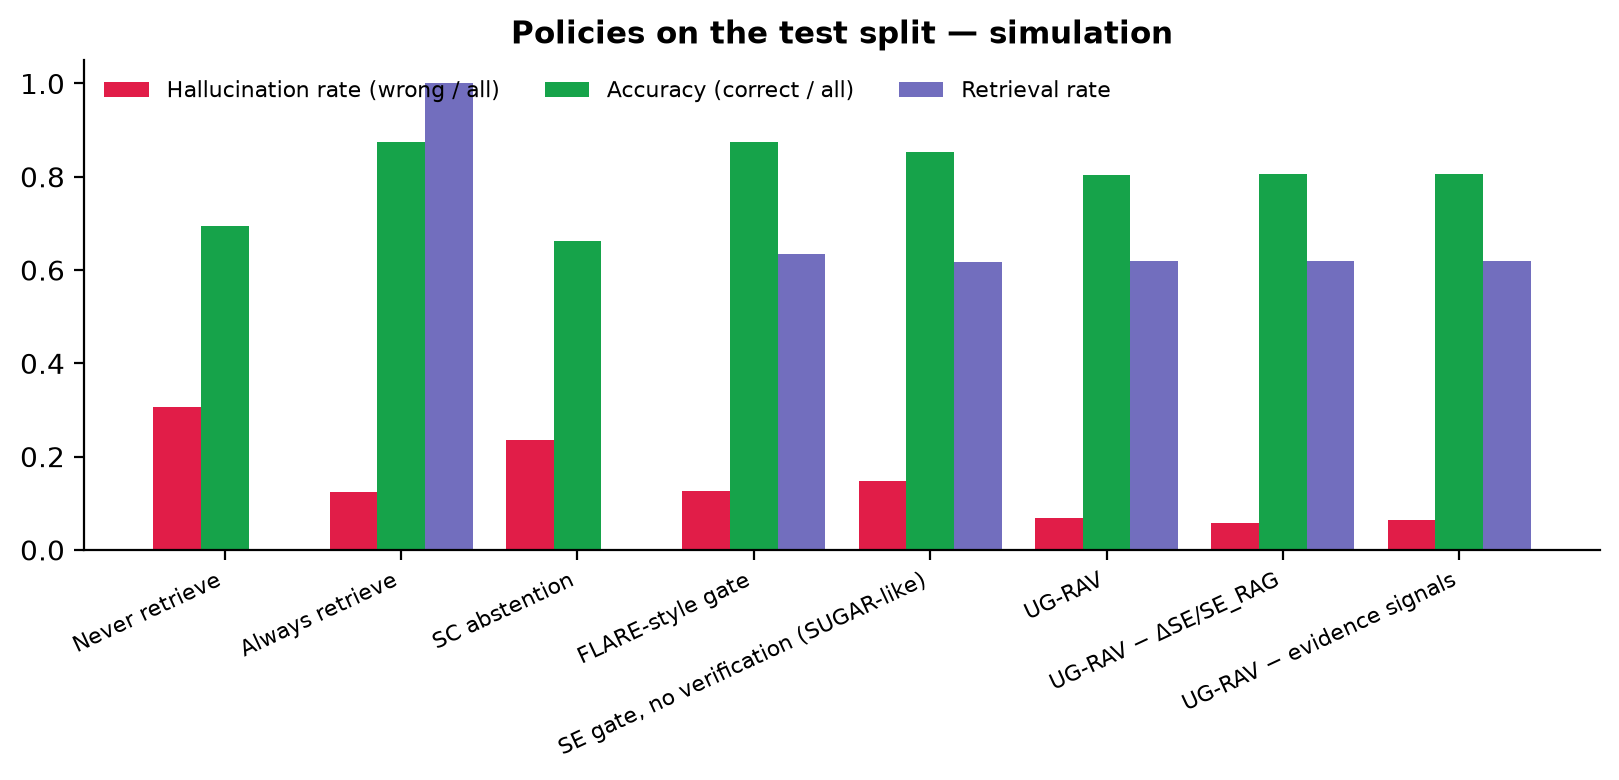 Policies on the test split — simulation
Hallucination rate (wrong / all)
Accuracy (correct / all)
Retrieval rate
1.0
0.8
0.6
0.4
0.2
0.0
Never retrieve
Always retrieve
SC abstention
FLARE-style gate
SE gate, no verification (SUGAR-like)
UG-RAV
UG-RAV − ΔSE/SE_RAG
UG-RAV − evidence signals